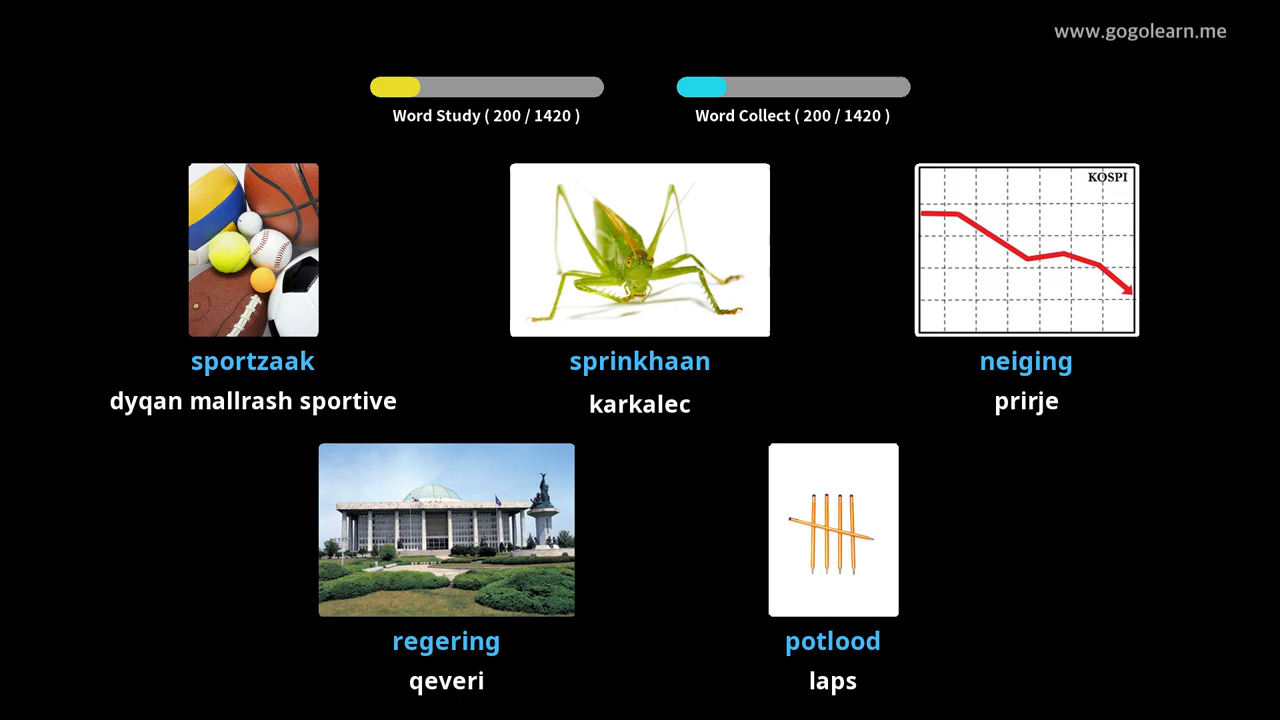 www.gogolearn.me
Word Study ( 200 / 1420 )
Word Collect ( 200 / 1420 )
KOSPI
sportzaak
dyqan mallrash sportive
sprinkhaan
karkalec
neiging
prirje
regering
qeveri
potlood
laps